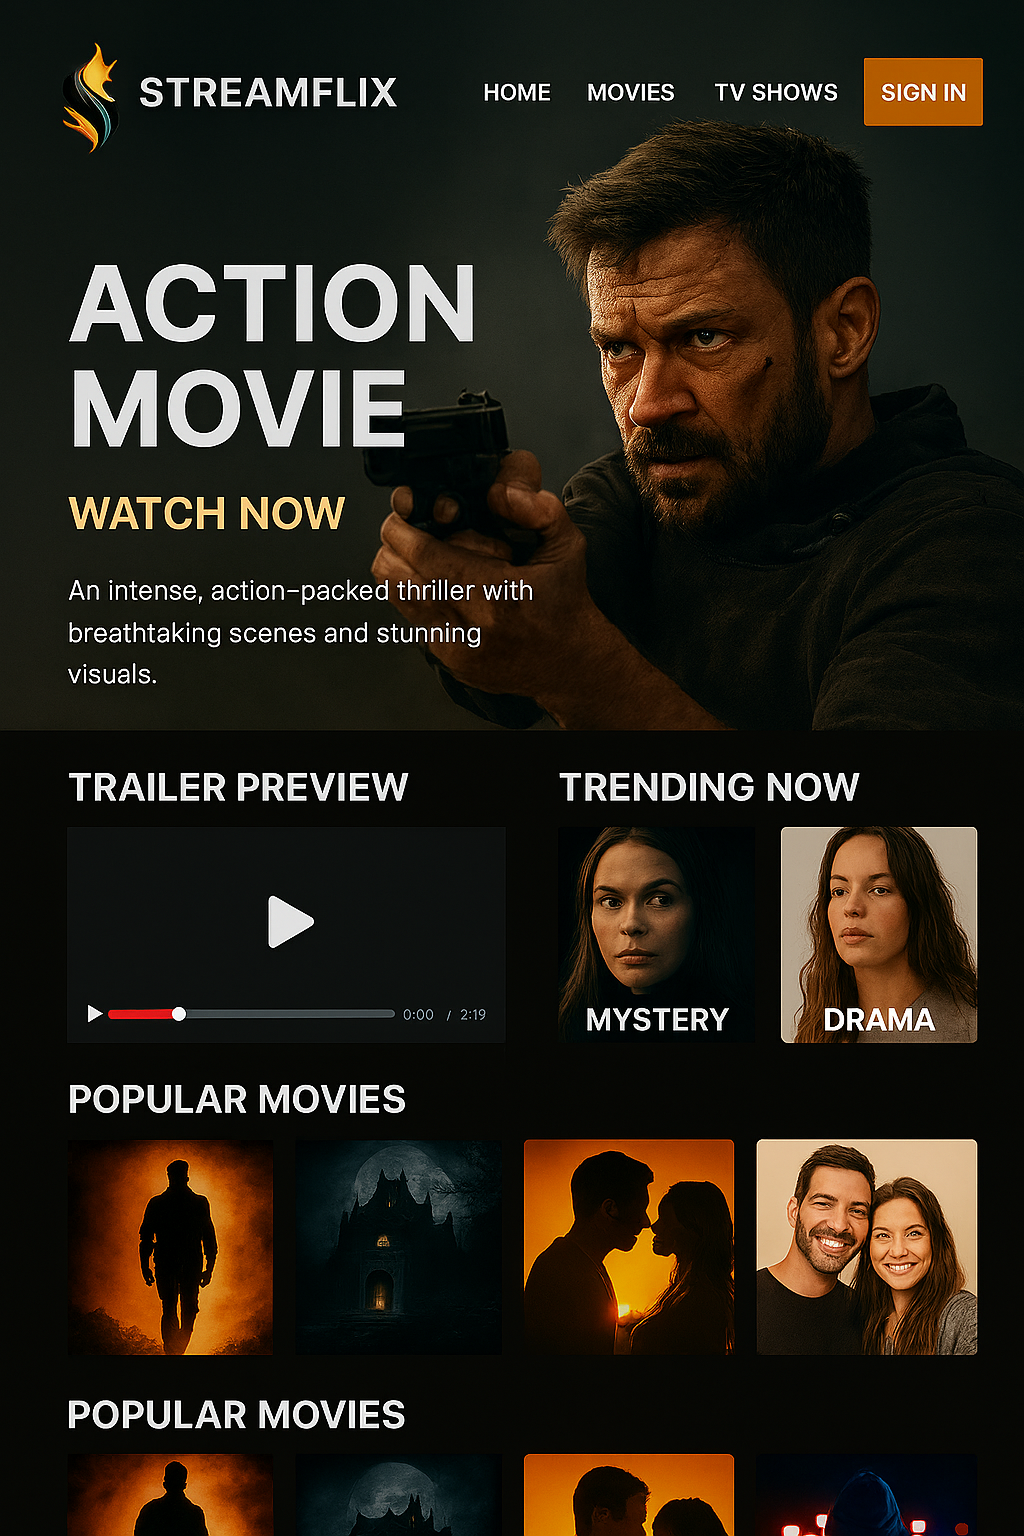 STREAMFLIX
HOME MOVIES TV SHOWS SIGN IN
ACTION
MOVIE
WATCH NOW
An intense, action-packed thriller with
breathtaking scenes and stunning
visuals.
TRAILER PREVIEW
0:00 / 2:19
TRENDING NOW
MYSTERY
DRAMA
POPULAR MOVIES
POPULAR MOVIES